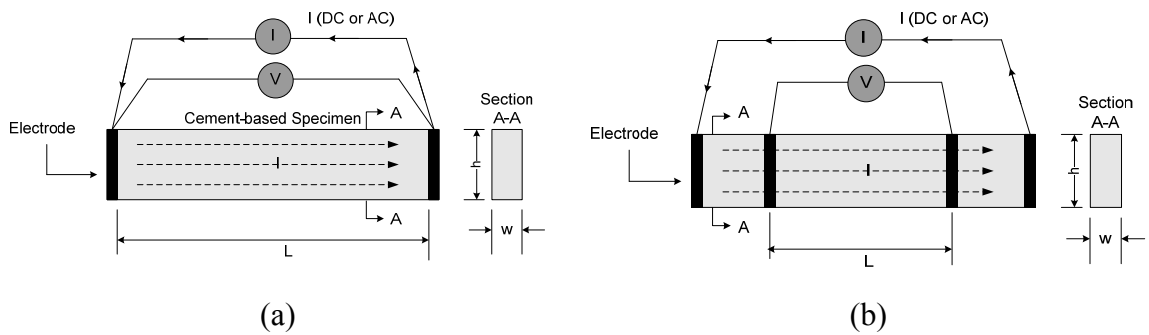 I (DC or AC)
I
V
A
Cement-based Specimen
Section
A-A
Electrode
I
h
A
L
w
(a)
I (DC or AC)
I
V
A
Section
A-A
Electrode
I
h
A
L
w
(b)